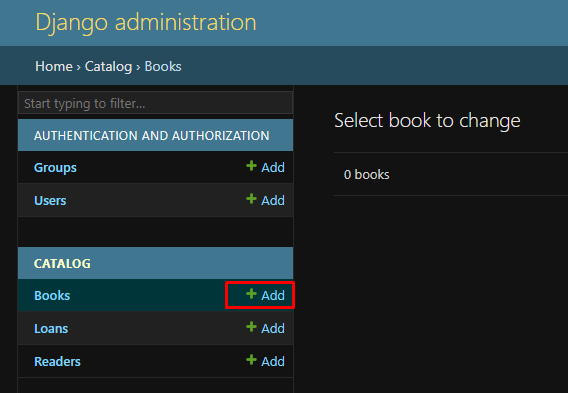 Django administration
Home › Catalog › Books
Start typing to filter...
AUTHENTICATION AND AUTHORIZATION
Groups + Add
Users + Add
CATALOG
Books + Add
Loans + Add
Readers + Add
Select book to change
0 books